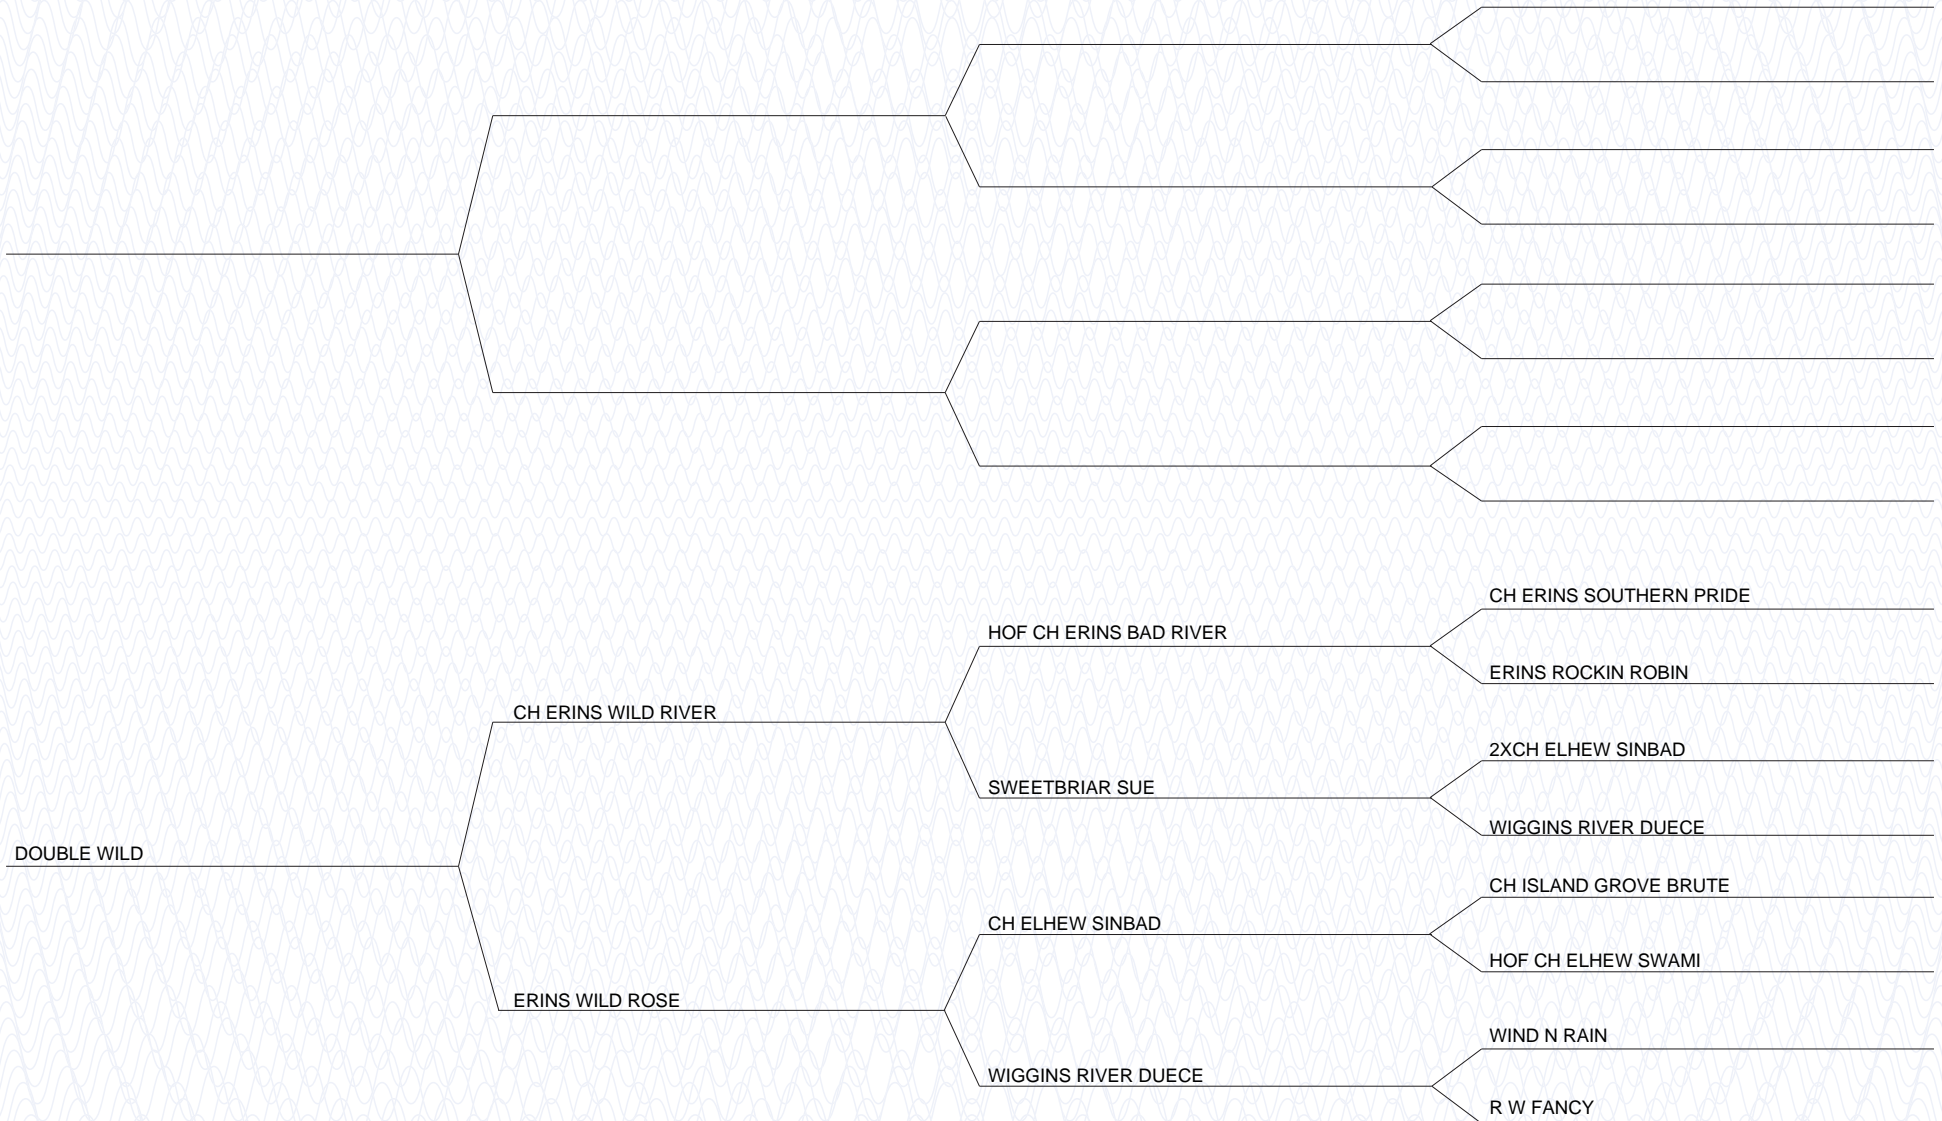 CH ERINS SOUTHERN PRIDE
HOF CH ERINS BAD RIVER
ERINS ROCKIN ROBIN
CH ERINS WILD RIVER
2XCH ELHEW SINBAD
SWEETBRIAR SUE
WIGGINS RIVER DUECE
DOUBLE WILD
CH ISLAND GROVE BRUTE
CH ELHEW SINBAD
HOF CH ELHEW SWAMI
ERINS WILD ROSE
WIND N RAIN
WIGGINS RIVER DUECE
R W FANCY